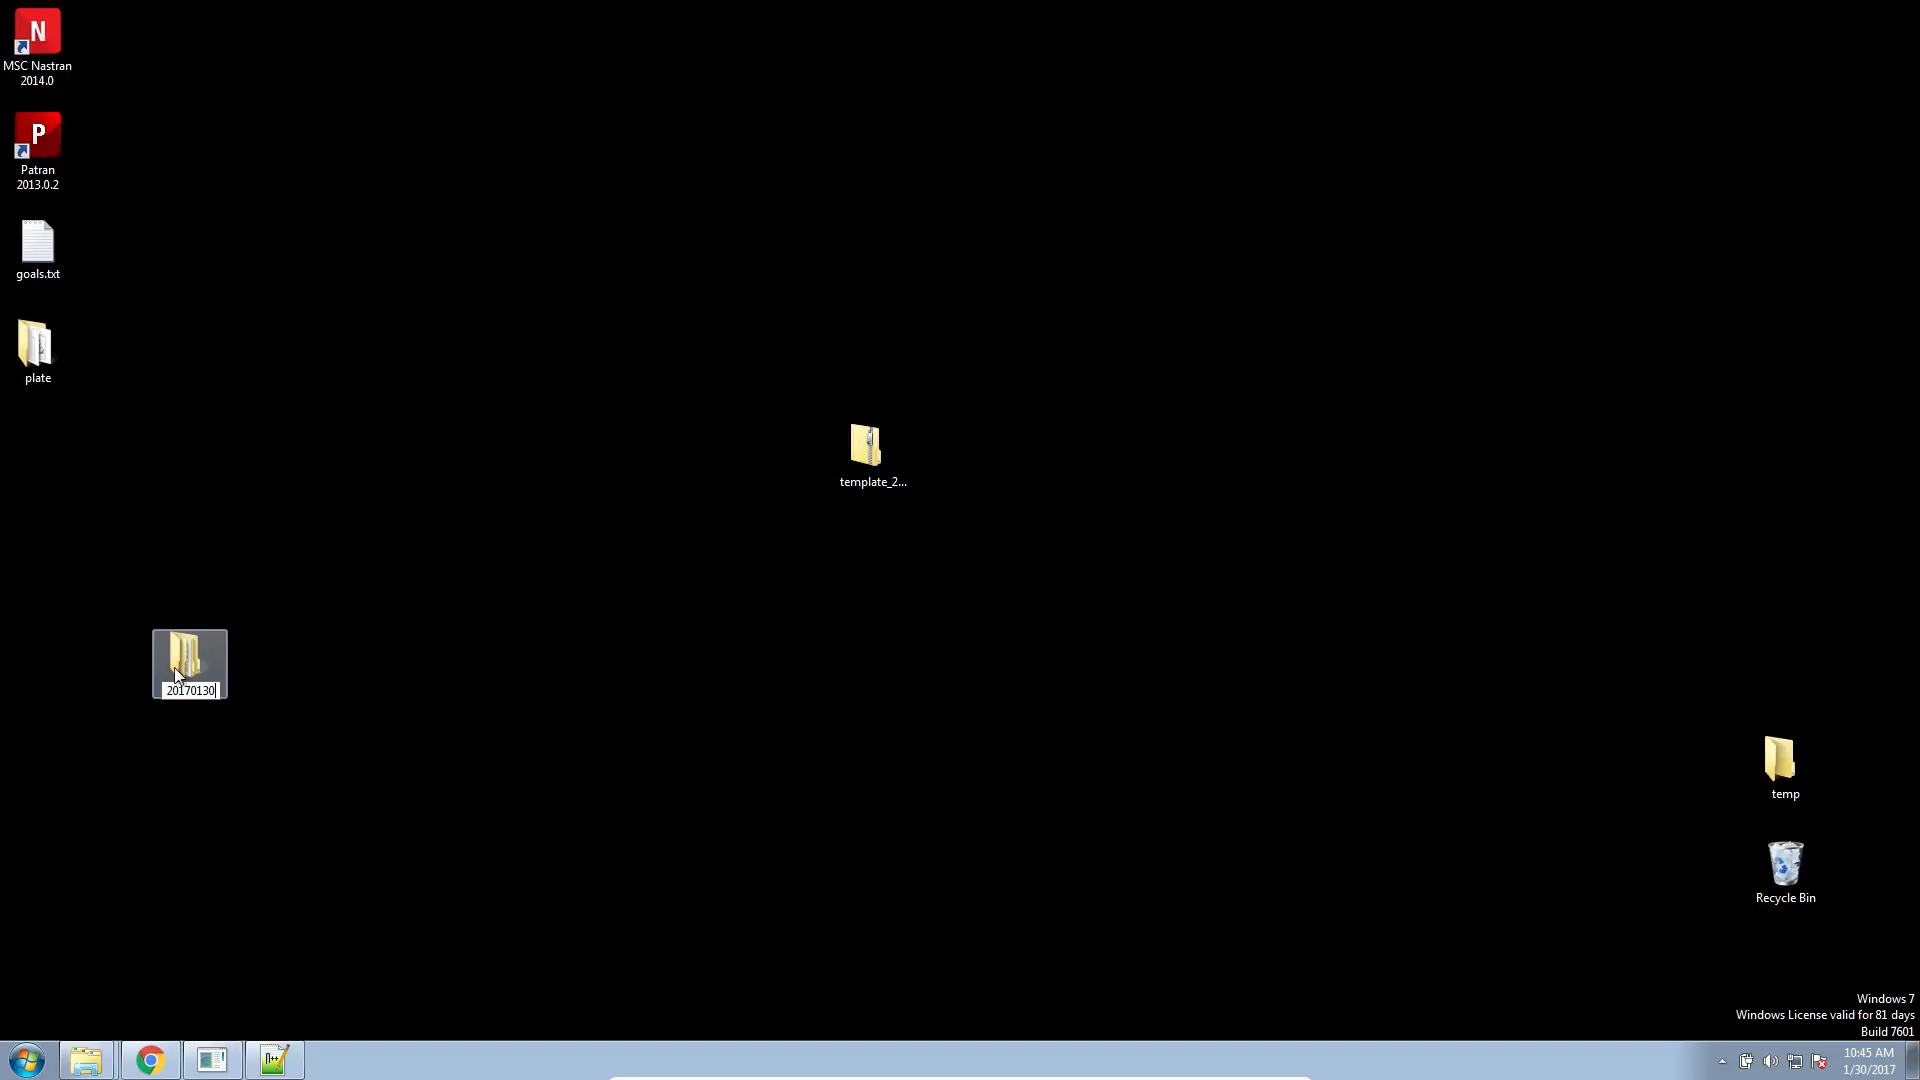 N
MSC Nastran
2014.0
P
Patran
2013.0.2
goals.txt
plate
template_2...
20170130
temp
Recycle Bin
Windows 7
Windows License valid for 81 days
Build 7601
n++
10:45 AM
1/30/2017